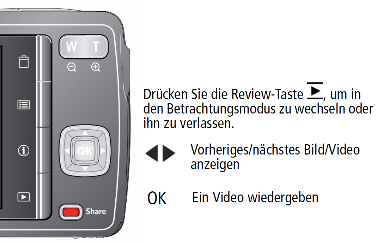 W T
OK
Share
Drücken Sie die Review-Taste, um in
den Betrachtungsmodus zu wechseln oder
ihn zu verlassen.
Vorheriges/nächstes Bild/Video
anzeigen
OK Ein Video wiedergeben